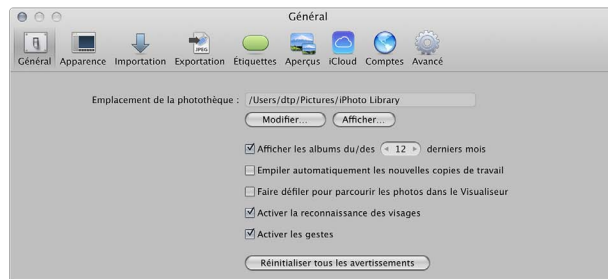 Général
Général Apparence Importation Exportation Étiquettes Aperçus iCloud Comptes Avancé
JPEG
Emplacement de la photothèque : /Users/dtp/Pictures/iPhoto Library
Modifier... Afficher...
Afficher les albums du/des 12 derniers mois
Empiler automatiquement les nouvelles copies de travail
Faire défiler pour parcourir les photos dans le Visualiseur
Activer la reconnaissance des visages
Activer les gestes
Réinitialiser tous les avertissements